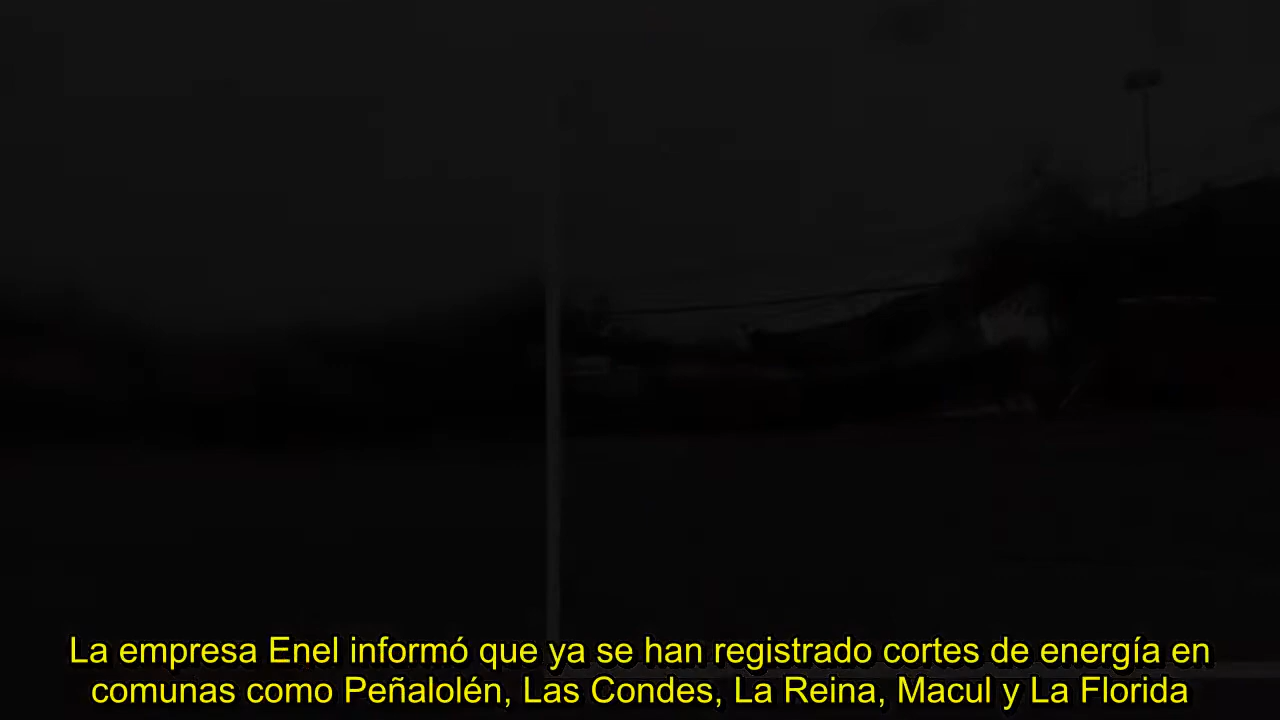 La empresa Enel informó que ya se han registrado cortes de energía en
comunas como Peñalolén, Las Condes, La Reina, Macul y La Florida